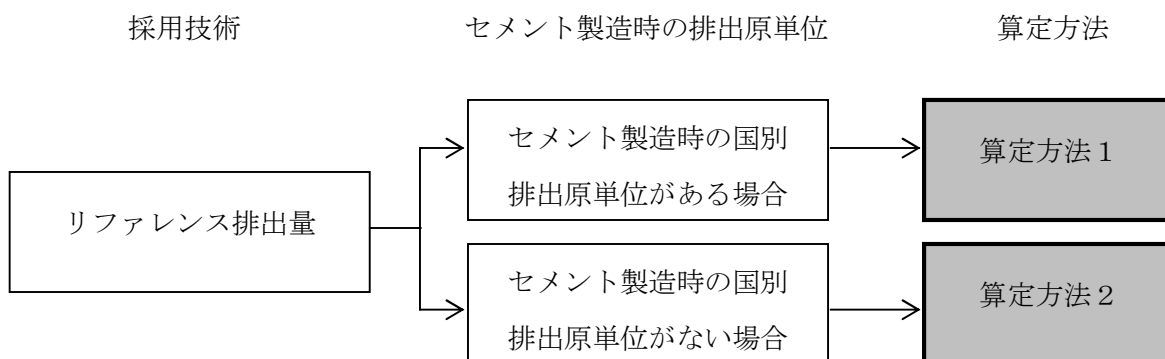 採用技術
セメント製造時の排出原単位
算定方法
リファレンス排出量
セメント製造時の国別
排出原単位がある場合
算定方法１
セメント製造時の国別
排出原単位がない場合
算定方法２